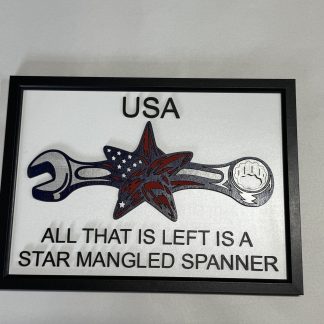 USA
ALL THAT IS LEFT IS A
STAR MANGLED SPANNER